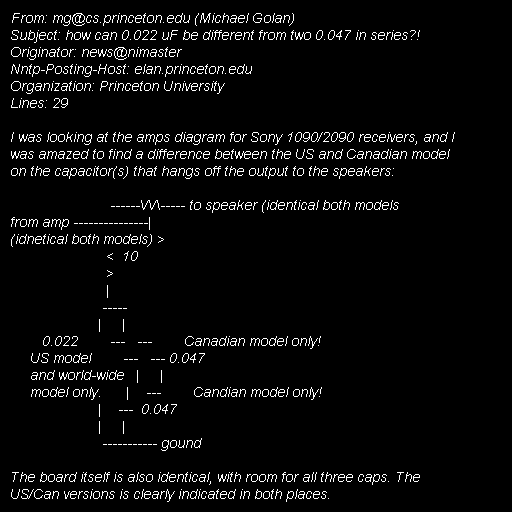 From: mg@cs.princeton.edu (Michael Golan)
Subject: how can 0.022 uF be different from two 0.047 in series?!
Originator: news@nimaster
Nntp-Posting-Host: elan.princeton.edu
Organization: Princeton University
Lines: 29

I was looking at the amps diagram for Sony 1090/2090 receivers, and I
was amazed to find a difference between the US and Canadian model
on the capacitor(s) that hangs off the output to the speakers:

------\/\/\----- to speaker (identical both models
from amp ---------------|
(idnetical both models) >
< 10
>
|
-----
| |
0.022 --- --- Canadian model only!
US model --- --- 0.047
and world-wide | |
model only. | --- Candian model only!
| --- 0.047
| |
----------- gound

The board itself is also identical, with room for all three caps. The
US/Can versions is clearly indicated in both places.